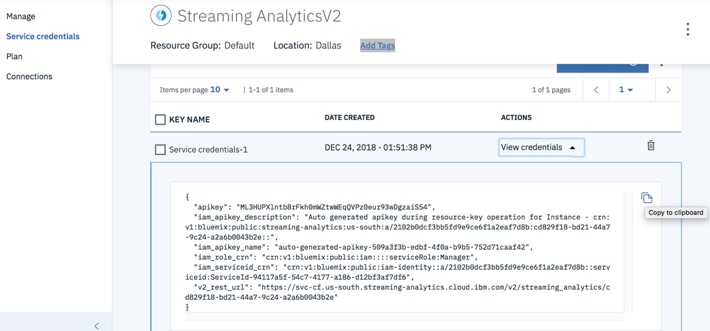 Manage
Service credentials
Plan
Connections
Streaming AnalyticsV2
Resource Group: Default Location: Dallas Add Tags
Items per page 10 | 1-1 of 1 items 1 of 1 pages 1
KEY NAME DATE CREATED ACTIONS
Service credentials-1 DEC 24, 2018 - 01:51:38 PM View credentials
{
"apikey": "ML3HUPXlntb8rFkh0mWZtwWEqQVPz0eur93wDgzaiSS4",
"iam_apikey_description": "Auto generated apikey during resource-key operation for Instance - crn:
v1:bluemix:public:streaming-analytics:us-south:a/2102b0dcf3bb5fd9e9ce6f1a2eaf7d8b:cd829f18-bd21-44a7
-9c24-a2a6b0043b2e::",
"iam_apikey_name": "auto-generated-apikey-509a3f3b-edbf-4f0a-b9b5-752d71caaf42",
"iam_role_crn": "crn:v1:bluemix:public:iam::::serviceRole:Manager",
"iam_serviceid_crn": "crn:v1:bluemix:public:iam-identity::a/2102b0dcf3bb5fd9e9ce6f1a2eaf7d8b::serv
iceid:ServiceId-94117a5f-54c7-4177-a186-d12bf3af7df6",
"v2_rest_url": "https://svc-cf.us-south.streaming-analytics.cloud.ibm.com/v2/streaming_analytics/c
d829f18-bd21-44a7-9c24-a2a6b0043b2e"
}
Copy to clipboard